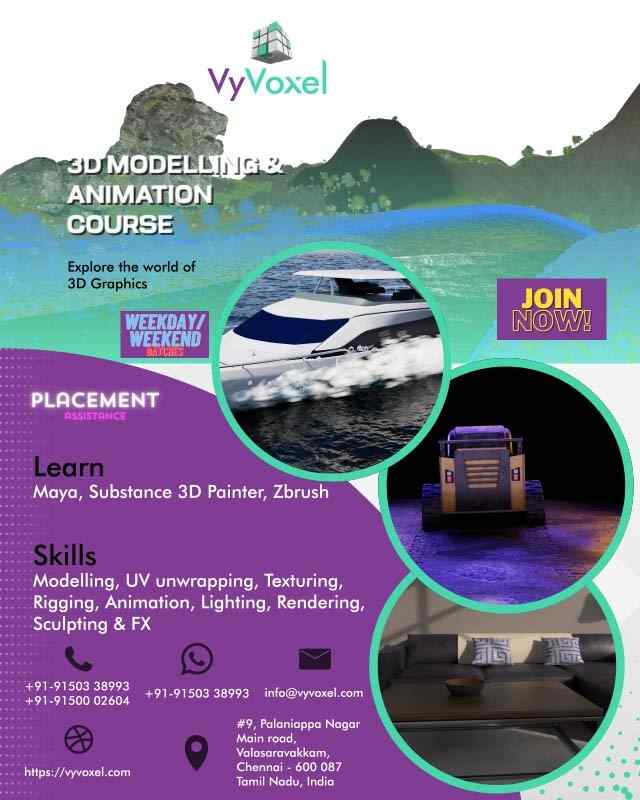 VyVoxel
3D MODELLING &
ANIMATION
COURSE
Explore the world of
3D Graphics
JOIN
NOW!
WEEKDAY/
WEEKEND
BATCHES
PLACEMENT
ASSISTANCE
Learn
Maya, Substance 3D Painter, Zbrush
Skills
Modelling, UV unwrapping, Texturing,
Rigging, Animation, Lighting, Rendering,
Sculpting & FX
+91-91503 38993
+91-91500 02604
+91-91503 38993
info@vyvoxel.com
https://vyvoxel.com
#9, Palaniappa Nagar
Main road,
Valasaravakkam,
Chennai - 600 087
Tamil Nadu, India